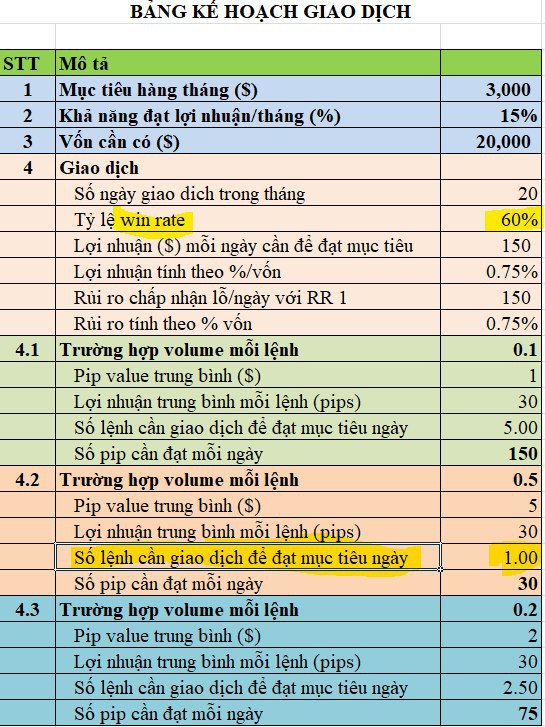 BẢNG KẾ HOẠCH GIAO DỊCH
STT Mô tả
1 Mục tiêu hàng tháng ($) 3,000
2 Khả năng đạt lợi nhuận/tháng (%) 15%
3 Vốn cần có ($) 20,000
4 Giao dịch
Số ngày giao dich trong tháng 20
Tỷ lệ win rate 60%
Lợi nhuận ($) mỗi ngày cần để đạt mục tiêu 150
Lợi nhuận tính theo %/vốn 0.75%
Rủi ro chấp nhận lỗ/ngày với RR 1 150
Rủi ro tính theo % vốn 0.75%
4.1 Trường hợp volume mỗi lệnh 0.1
Pip value trung bình ($) 1
Lợi nhuận trung bình mỗi lệnh (pips) 30
Số lệnh cần giao dịch để đạt mục tiêu ngày 5.00
Số pip cần đạt mỗi ngày 150
4.2 Trường hợp volume mỗi lệnh 0.5
Pip value trung bình ($) 5
Lợi nhuận trung bình mỗi lệnh (pips) 30
Số lệnh cần giao dịch để đạt mục tiêu ngày 1.00
Số pip cần đạt mỗi ngày 30
4.3 Trường hợp volume mỗi lệnh 0.2
Pip value trung bình ($) 2
Lợi nhuận trung bình mỗi lệnh (pips) 30
Số lệnh cần giao dịch để đạt mục tiêu ngày 2.50
Số pip cần đạt mỗi ngày 75